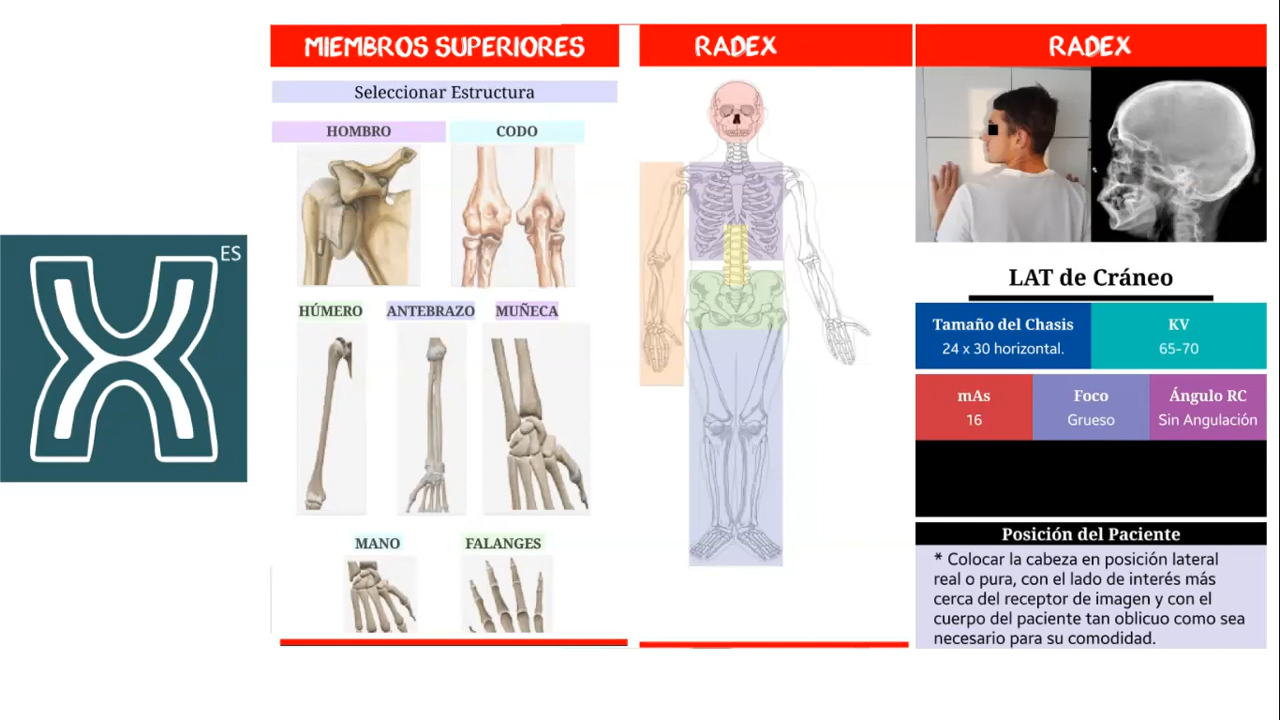 ES
MIEMBROS SUPERIORES
Seleccionar Estructura
HOMBRO
CODO
HÚMERO
ANTEBRAZO
MUÑECA
MANO
FALANGES
RADEX
RADEX
LAT de Cráneo
Tamaño del Chasis
24 x 30 horizontal.
KV
65-70
mAs
16
Foco
Grueso
Ángulo RC
Sin Angulación
Posición del Paciente
* Colocar la cabeza en posición lateral
real o pura, con el lado de interés más
cerca del receptor de imagen y con el
cuerpo del paciente tan oblicuo como sea
necesario para su comodidad.